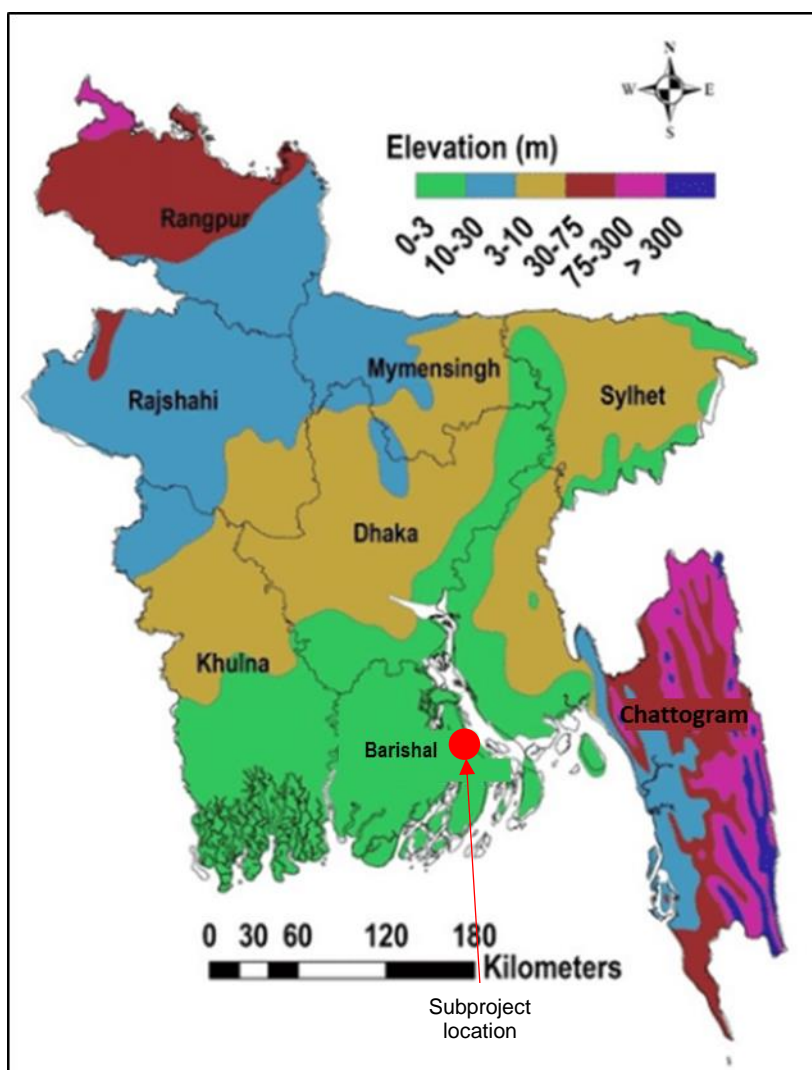 N
W E
S
Elevation (m)
0-3
10-30
3-10
30-75
75-300
> 300
Rangpur
Mymensingh
Sylhet
Rajshahi
Dhaka
Khulna
Chattogram
Barishal
0 30 60 120 180
Kilometers
Subproject
location